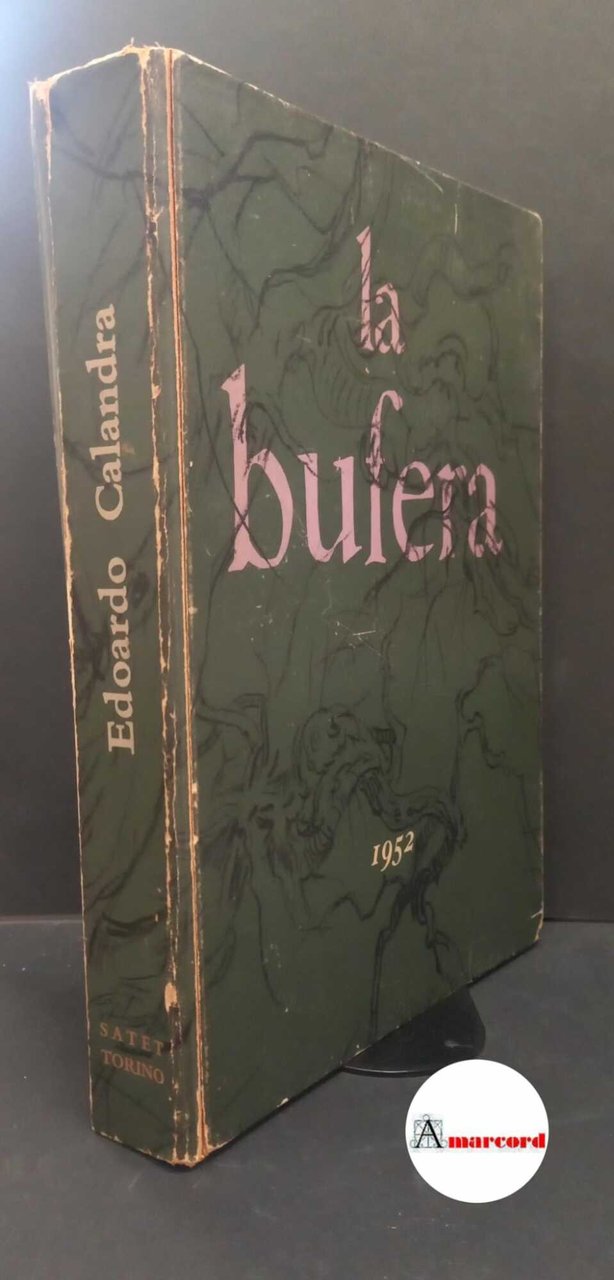 Edoardo Calandra
SATET
TORINO
la
bufera
1952
Amarcord